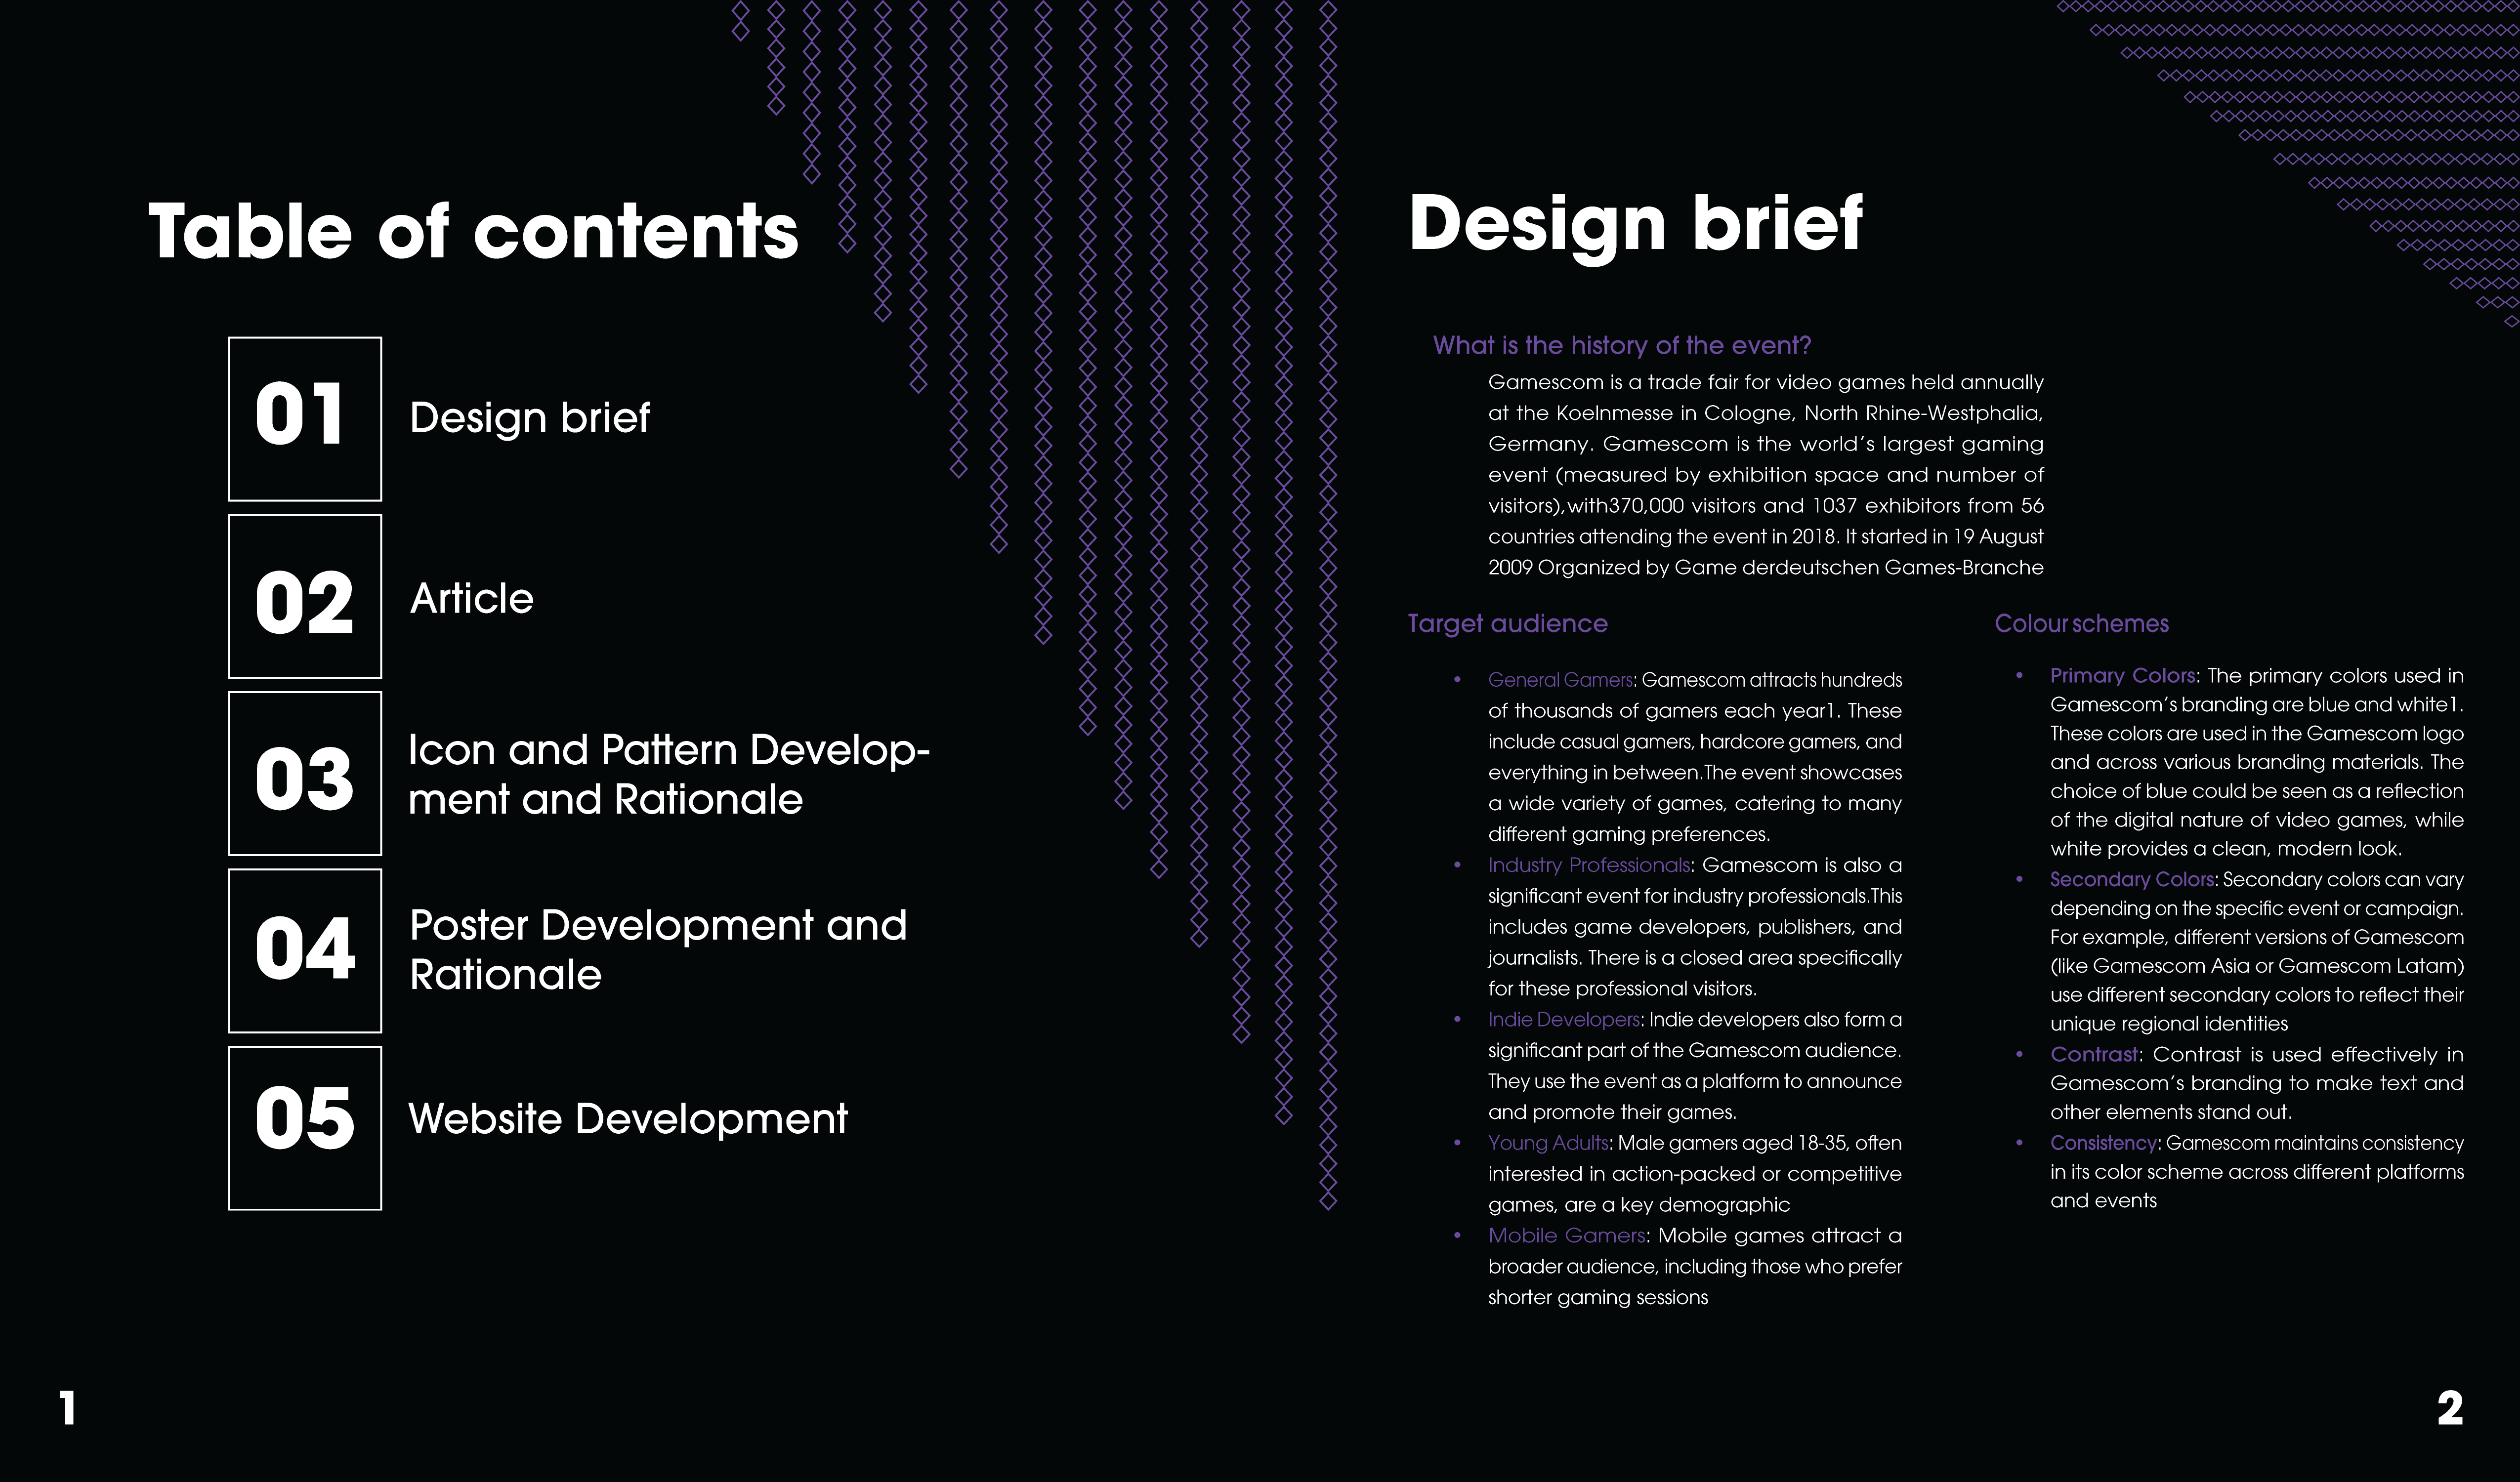 Table of contents
01
Design brief
02
Article
03
Icon and Pattern Develop-
ment and Rationale
04
Poster Development and
Rationale
05
Website Development
1
Design brief
What is the history of the event?
Gamescom is a trade fair for video games held annually
at the Koelnmesse in Cologne, North Rhine-Westphalia,
Germany. Gamescom is the world's largest gaming
event (measured by exhibition space and number of
visitors),with370,000 visitors and 1037 exhibitors from 56
countries attending the event in 2018. It started in 19 August
2009 Organized by Game derdeutschen Games-Branche
Target audience
• General Gamers: Gamescom attracts hundreds
of thousands of gamers each year1. These
include casual gamers, hardcore gamers, and
everything in between.The event showcases
a wide variety of games, catering to many
different gaming preferences.
• Industry Professionals: Gamescom is also a
significant event for industry professionals.This
includes game developers, publishers, and
journalists. There is a closed area specifically
for these professional visitors.
• Indie Developers: Indie developers also form a
significant part of the Gamescom audience.
They use the event as a platform to announce
and promote their games.
• Young Adults: Male gamers aged 18-35, often
interested in action-packed or competitive
games, are a key demographic
• Mobile Gamers: Mobile games attract a
broader audience, including those who prefer
shorter gaming sessions
Colour schemes
• Primary Colors: The primary colors used in
Gamescom's branding are blue and white1.
These colors are used in the Gamescom logo
and across various branding materials. The
choice of blue could be seen as a reflection
of the digital nature of video games, while
white provides a clean, modern look.
• Secondary Colors: Secondary colors can vary
depending on the specific event or campaign.
For example, different versions of Gamescom
(like Gamescom Asia or Gamescom Latam)
use different secondary colors to reflect their
unique regional identities
• Contrast: Contrast is used effectively in
Gamescom's branding to make text and
other elements stand out.
• Consistency: Gamescom maintains consistency
in its color scheme across different platforms
and events
2